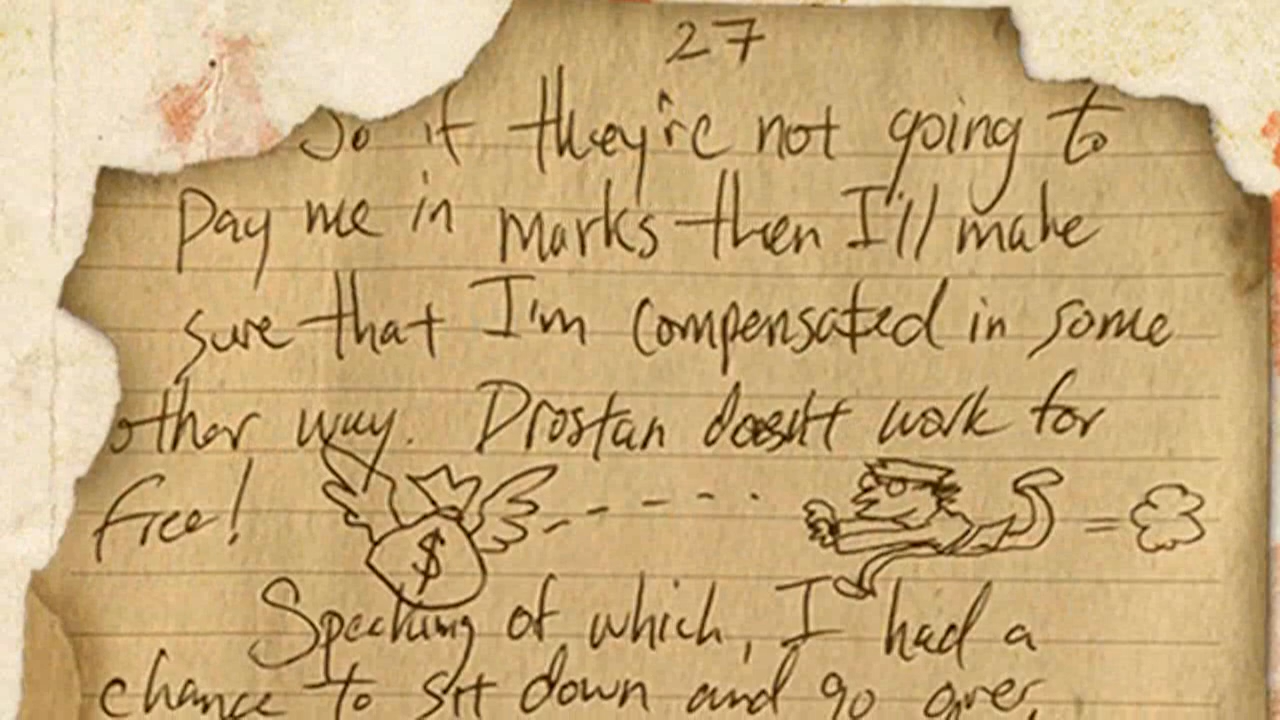 27
So if they're not going to
pay me in marks then I'll make
sure that I'm compensated in some
other way. Drostan doesn't work for
free!
$
Speaking of which, I had a
chance to sit down and go over